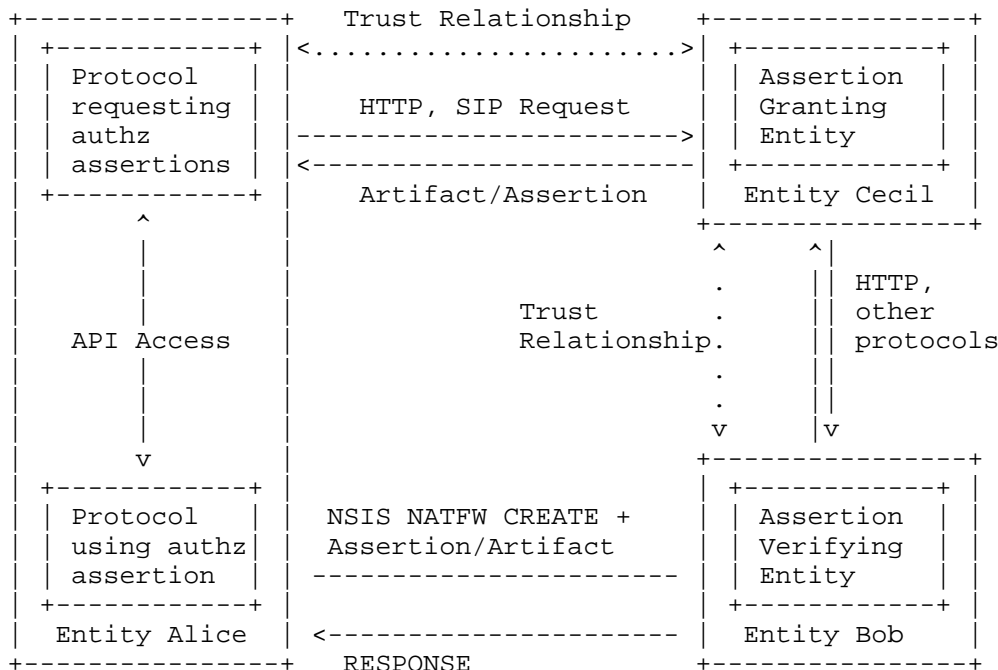 Trust Relationship
Protocol Assertion
requesting HTTP, SIP Request Granting
authz Entity
assertions
Artifact/Assertion Entity Cecil
HTTP,
Trust other
API Access Relationship protocols
Protocol NSIS NATFW CREATE + Assertion
using authz Assertion/Artifact Verifying
assertion Entity
Entity Alice Entity Bob
RESPONSE